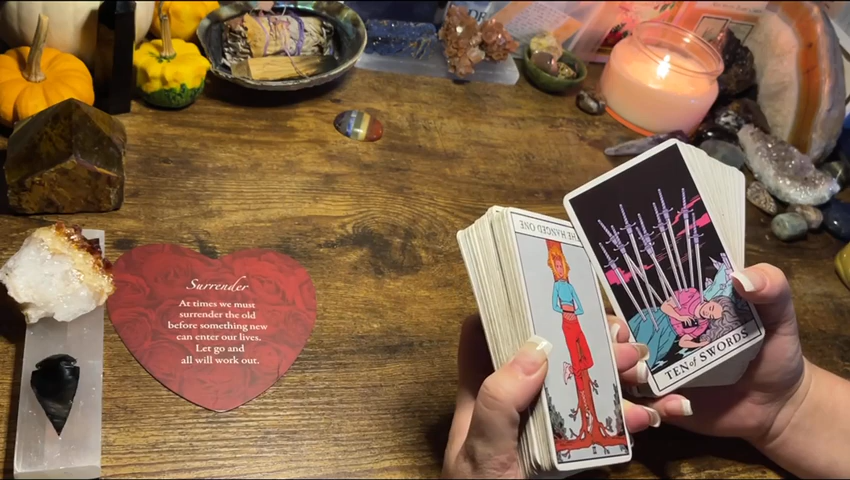 Surrender
At times we must
surrender the old
before something new
can enter our lives.
Let go and
all will work out.
THE HANGED ONE
TEN of SWORDS